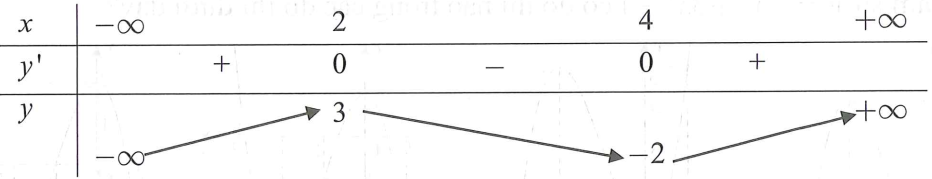 x −∞ 2 4 +∞
y' + 0 − 0 +
y 3 +∞
−∞ −2